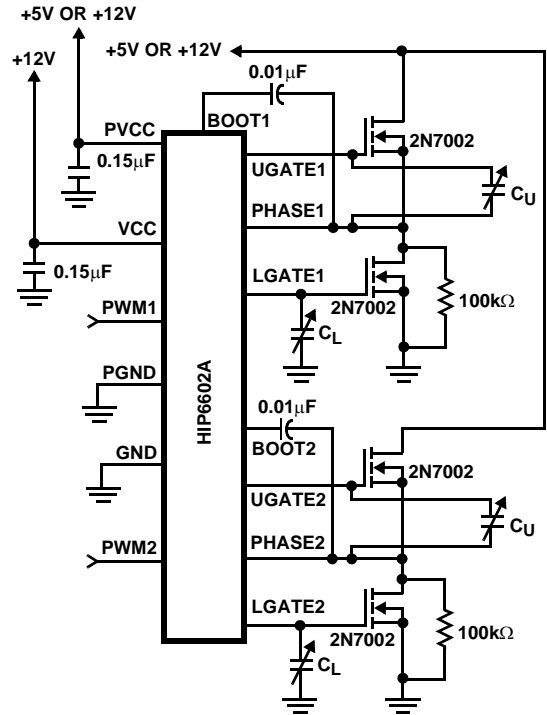 +5V OR +12V
+12V
+5V OR +12V
0.01μF
BOOT1
PVCC
0.15μF
UGATE1
2N7002
CU
PHASE1
VCC
0.15μF
LGATE1
2N7002
100kΩ
CL
PWM1
PGND
HIP6602A
0.01μF
BOOT2
GND
UGATE2
2N7002
CU
PHASE2
PWM2
LGATE2
2N7002
100kΩ
CL